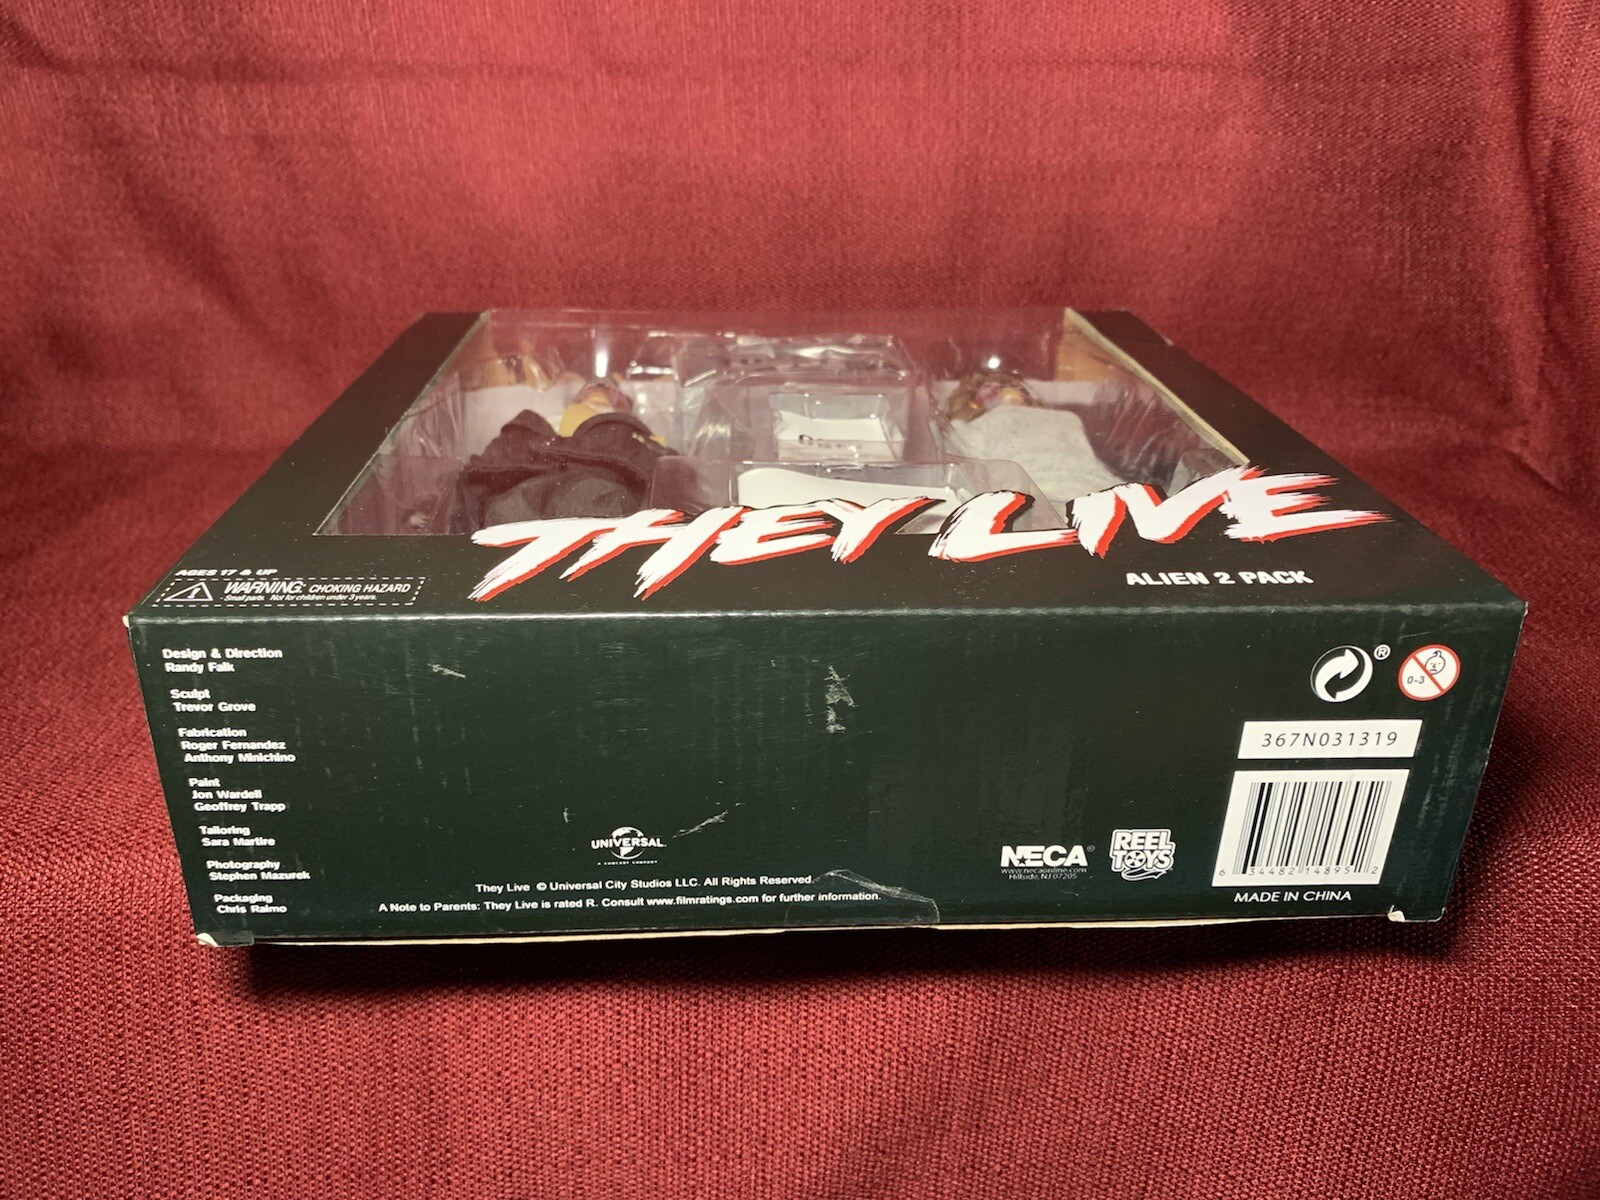 THEY LIVE
ALIEN 2 PACK
AGES 17 & UP
WARNING: CHOKING HAZARD
Small parts. Not for children under 3 years.
Design & Direction
Randy Falk
Sculpt
Trevor Grove
Fabrication
Roger Fernandez
Anthony Minichino
Paint
Jon Wardell
Geoffrey Trapp
Tailoring
Sara Martire
Photography
Stephen Mazurek
Packaging
Chris Raimo
UNIVERSAL
A COMCAST COMPANY
They Live © Universal City Studios LLC. All Rights Reserved.
A Note to Parents: They Live is rated R. Consult www.filmratings.com for further information.
NECA®
www.necaonline.com
Hillside, NJ 07205
REEL
TOYS
®
0-3
367N031319
6 34482 14895 2
MADE IN CHINA